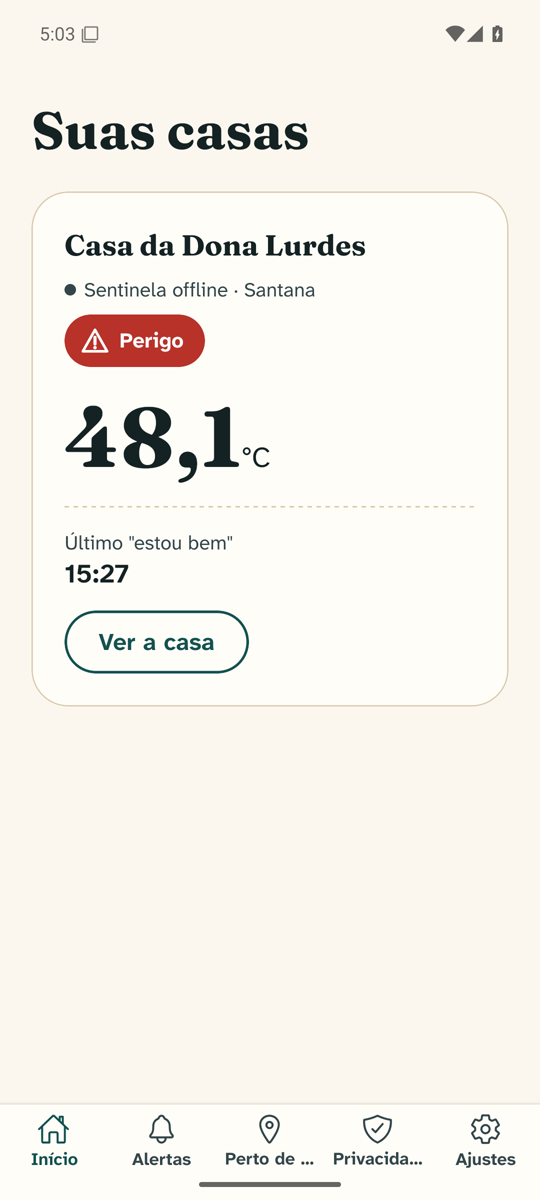 5:03
Suas casas
Casa da Dona Lurdes
Sentinela offline · Santana
Perigo
48,1°C
Último "estou bem"
15:27
Ver a casa
Início
Alertas
Perto de ...
Privacida...
Ajustes